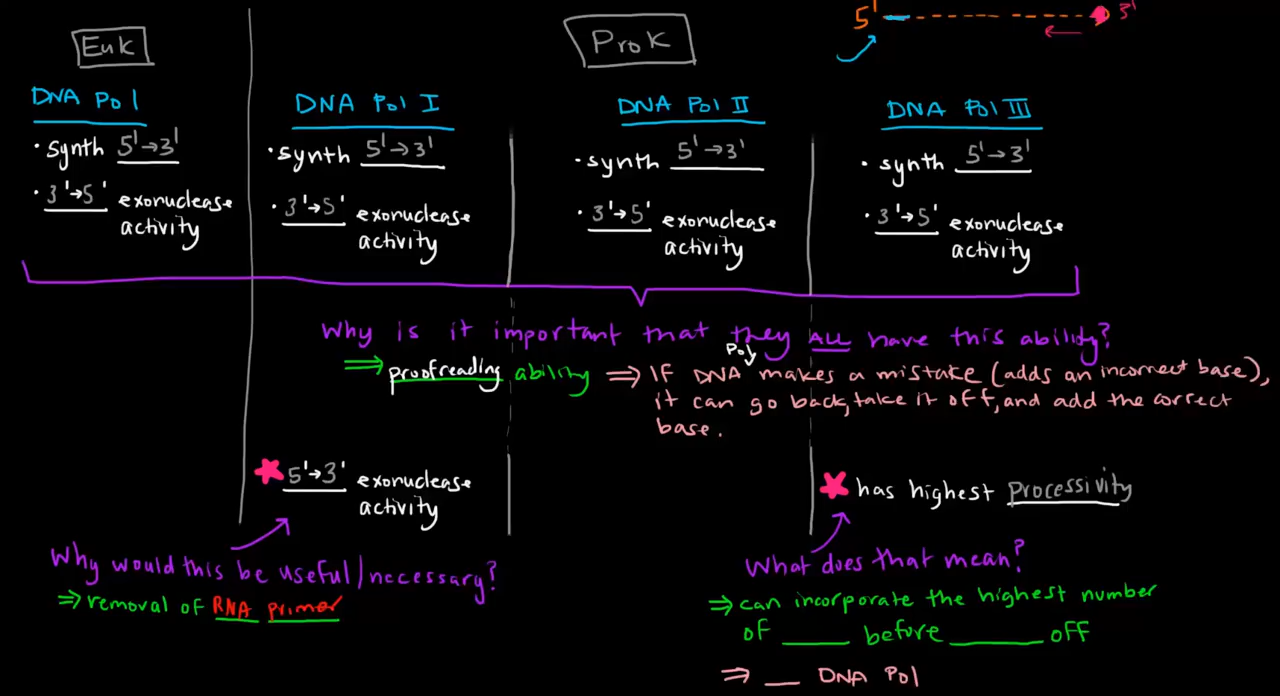 Euk
Prok
5' 3'
DNA Pol
• synth 5'→3'
• 3'→5' exonuclease
activity
DNA Pol I
• synth 5'→3'
• 3'→5' exonuclease
activity
DNA Pol II
• synth 5'→3'
• 3'→5' exonuclease
activity
DNA Pol III
• synth 5'→3'
• 3'→5' exonuclease
activity
Why is it important that they ALL have this ability?
⇒ proofreading ability ⇒ IF DNA Pol makes a mistake (adds an incorrect base),
it can go back, take it off, and add the correct
base.
★ 5'→3' exonuclease
activity
Why would this be useful/necessary?
⇒ removal of RNA primer
★ has highest processivity
What does that mean?
⇒ can incorporate the highest number
of ____ before ____ off
⇒ __ DNA Pol